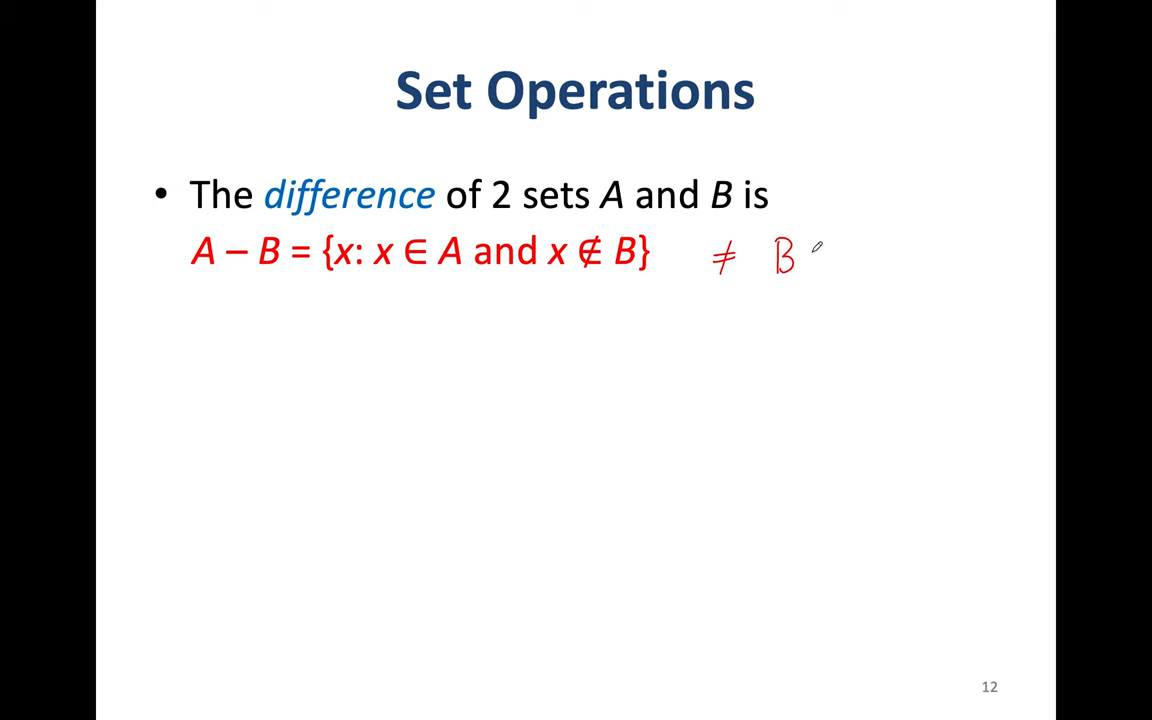 Set Operations
• The difference of 2 sets A and B is
A – B = {x: x ∈ A and x ∉ B} ≠ B
12